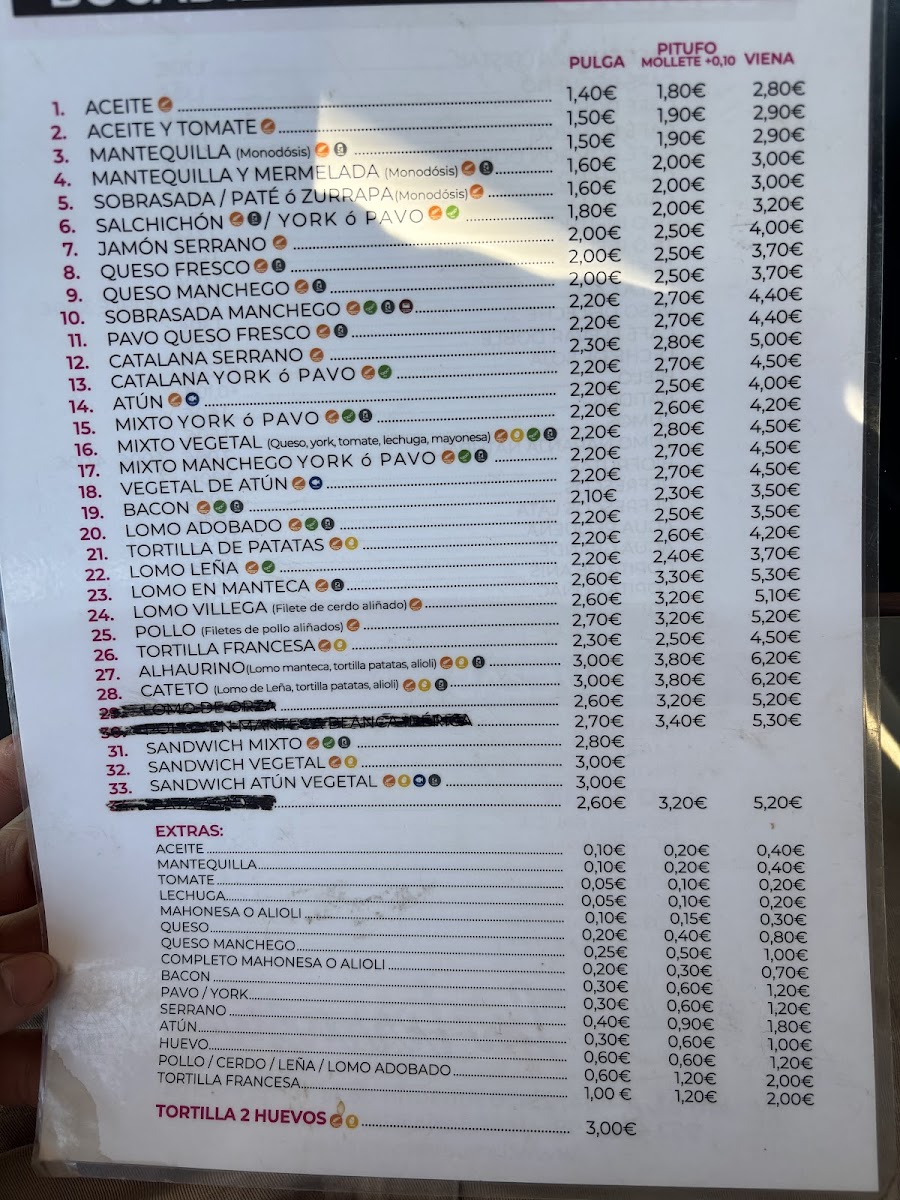 PULGA PITUFO MOLLETE +0,10 VIENA
1. ACEITE 1,40€ 1,80€ 2,80€
2. ACEITE Y TOMATE 1,50€ 1,90€ 2,90€
3. MANTEQUILLA (Monodósis) 1,50€ 1,90€ 2,90€
4. MANTEQUILLA Y MERMELADA (Monodósis) 1,60€ 2,00€ 3,00€
5. SOBRASADA / PATÉ ó ZURRAPA (Monodósis) 1,60€ 2,00€ 3,00€
6. SALCHICHÓN / YORK ó PAVO 1,80€ 2,00€ 3,20€
7. JAMÓN SERRANO 2,00€ 2,50€ 4,00€
8. QUESO FRESCO 2,00€ 2,50€ 3,70€
9. QUESO MANCHEGO 2,00€ 2,50€ 3,70€
10. SOBRASADA MANCHEGO 2,20€ 2,70€ 4,40€
11. PAVO QUESO FRESCO 2,20€ 2,70€ 4,40€
12. CATALANA SERRANO 2,30€ 2,80€ 5,00€
13. CATALANA YORK ó PAVO 2,20€ 2,70€ 4,50€
14. ATÚN 2,20€ 2,50€ 4,00€
15. MIXTO YORK ó PAVO 2,20€ 2,60€ 4,20€
16. MIXTO VEGETAL (Queso, york, tomate, lechuga, mayonesa) 2,20€ 2,80€ 4,50€
17. MIXTO MANCHEGO YORK ó PAVO 2,20€ 2,70€ 4,50€
18. VEGETAL DE ATÚN 2,20€ 2,70€ 4,50€
19. BACON 2,10€ 2,30€ 3,50€
20. LOMO ADOBADO 2,20€ 2,50€ 3,50€
21. TORTILLA DE PATATAS 2,20€ 2,60€ 4,20€
22. LOMO LEÑA 2,20€ 2,40€ 3,70€
23. LOMO EN MANTECA 2,60€ 3,30€ 5,30€
24. LOMO VILLEGA (Filete de cerdo aliñado) 2,60€ 3,20€ 5,10€
25. POLLO (Filetes de pollo aliñados) 2,70€ 3,20€ 5,20€
26. TORTILLA FRANCESA 2,30€ 2,50€ 4,50€
27. ALHAURINO (Lomo manteca, tortilla patatas, alioli) 3,00€ 3,80€ 6,20€
28. CATETO (Lomo de Leña, tortilla patatas, alioli) 3,00€ 3,80€ 6,20€
29. LOMO DE ORZA 2,60€ 3,20€ 5,20€
30. EN MANTECA BLANCA IBÉRICA 2,70€ 3,40€ 5,30€
31. SANDWICH MIXTO 2,80€
32. SANDWICH VEGETAL 3,00€
33. SANDWICH ATÚN VEGETAL 3,00€
2,60€ 3,20€ 5,20€
EXTRAS:
ACEITE 0,10€ 0,20€ 0,40€
MANTEQUILLA 0,10€ 0,20€ 0,40€
TOMATE 0,05€ 0,10€ 0,20€
LECHUGA 0,05€ 0,10€ 0,20€
MAHONESA O ALIOLI 0,10€ 0,15€ 0,30€
QUESO 0,20€ 0,40€ 0,80€
QUESO MANCHEGO 0,25€ 0,50€ 1,00€
COMPLETO MAHONESA O ALIOLI 0,20€ 0,30€ 0,70€
BACON 0,30€ 0,60€ 1,20€
PAVO / YORK 0,30€ 0,60€ 1,20€
SERRANO 0,40€ 0,90€ 1,80€
ATÚN 0,30€ 0,60€ 1,00€
HUEVO 0,60€ 0,60€ 1,20€
POLLO / CERDO / LEÑA / LOMO ADOBADO 0,60€ 1,20€ 2,00€
TORTILLA FRANCESA 1,00 € 1,20€ 2,00€
TORTILLA 2 HUEVOS 3,00€